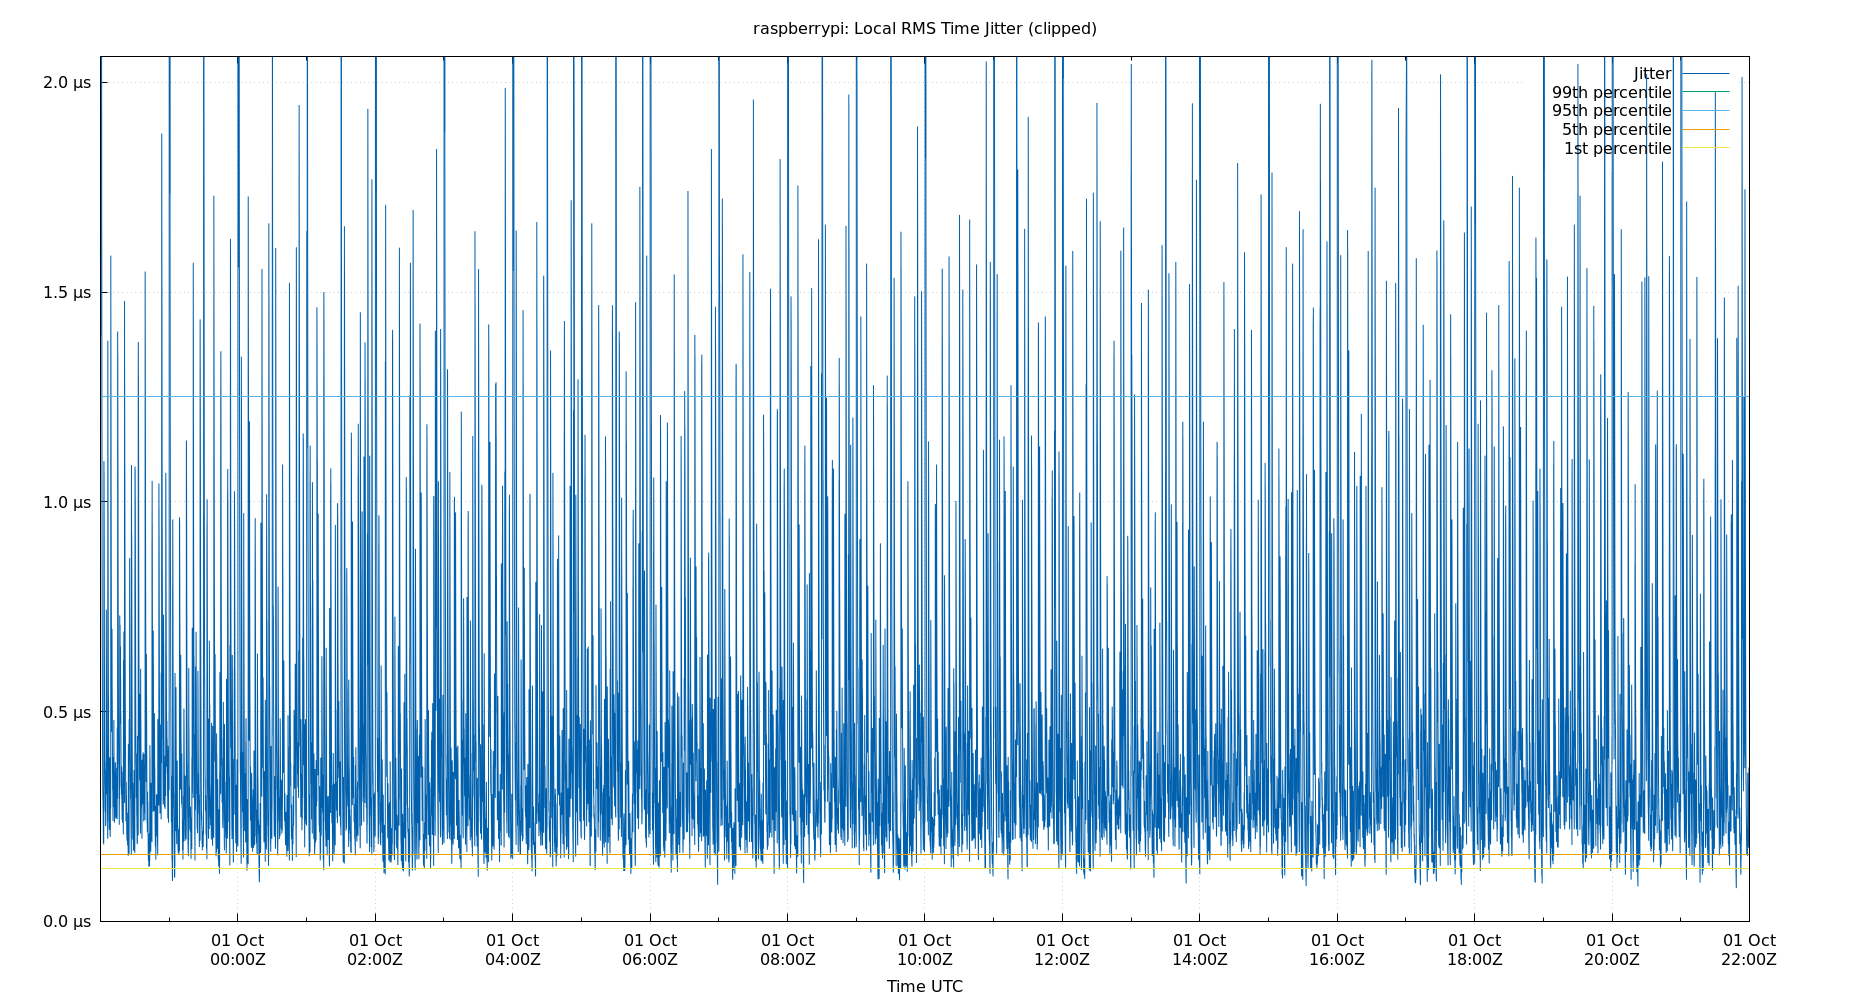 raspberrypi: Local RMS Time Jitter (clipped)
2.0 µs
1.5 µs
1.0 µs
0.5 µs
0.0 µs
Jitter
99th percentile
95th percentile
5th percentile
1st percentile
01 Oct 01 Oct 01 Oct 01 Oct 01 Oct 01 Oct 01 Oct 01 Oct 01 Oct 01 Oct 01 Oct 01 Oct
00:00Z 02:00Z 04:00Z 06:00Z 08:00Z 10:00Z 12:00Z 14:00Z 16:00Z 18:00Z 20:00Z 22:00Z
Time UTC